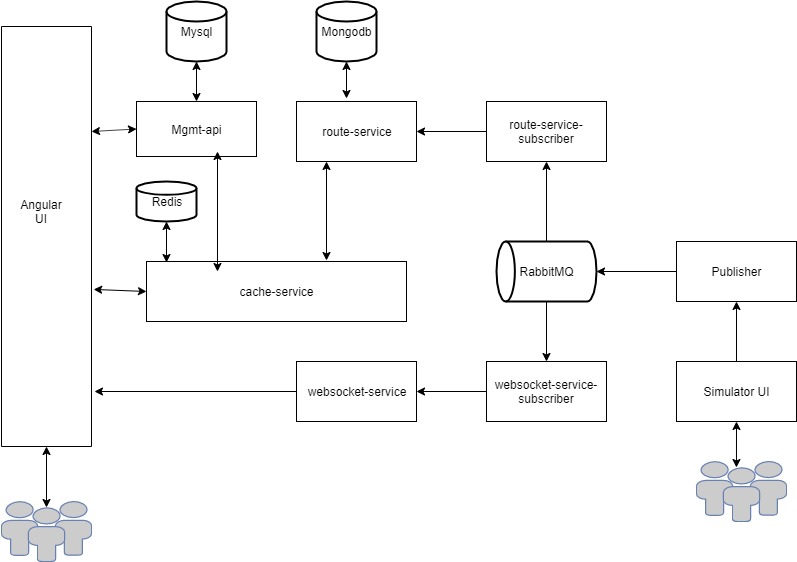 Mysql
Mongodb
Mgmt-api
route-service
route-service-
subscriber
Angular
UI
Redis
cache-service
RabbitMQ
Publisher
websocket-service
websocket-service-
subscriber
Simulator UI